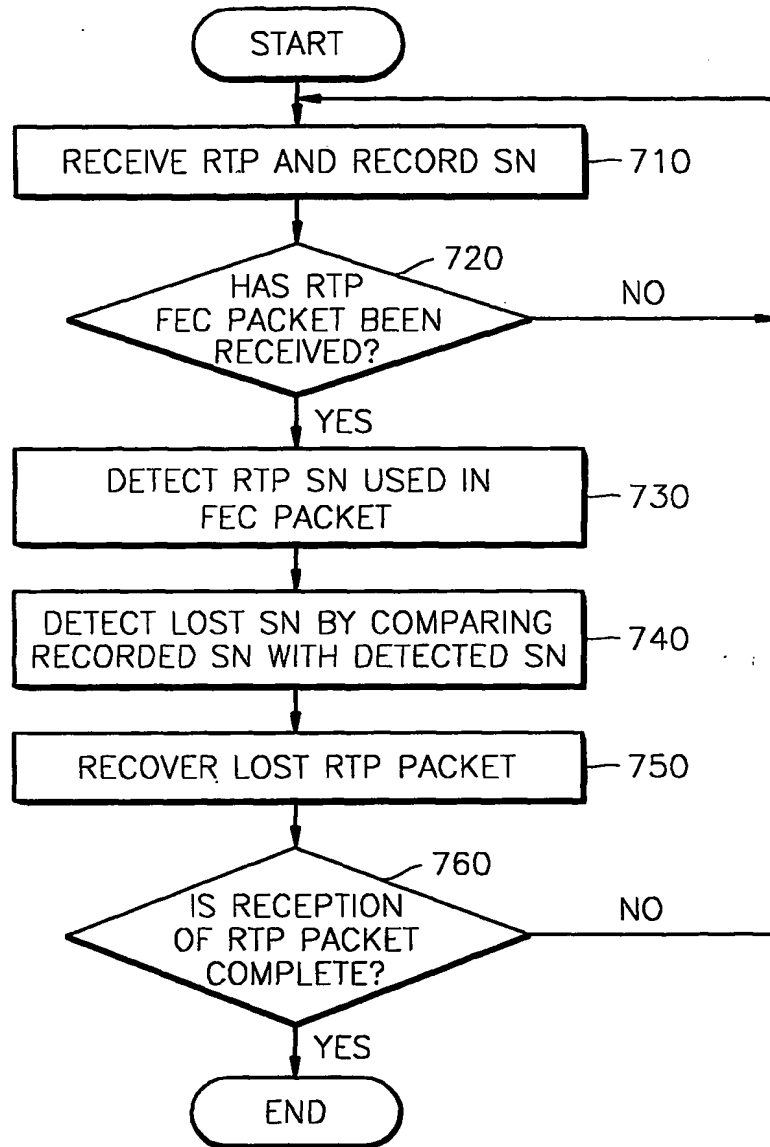 START
RECEIVE RTP AND RECORD SN
710
720
HAS RTP
FEC PACKET BEEN
RECEIVED?
NO
YES
DETECT RTP SN USED IN
FEC PACKET
730
DETECT LOST SN BY COMPARING
RECORDED SN WITH DETECTED SN
740
RECOVER LOST RTP PACKET
750
760
IS RECEPTION
OF RTP PACKET
COMPLETE?
NO
YES
END